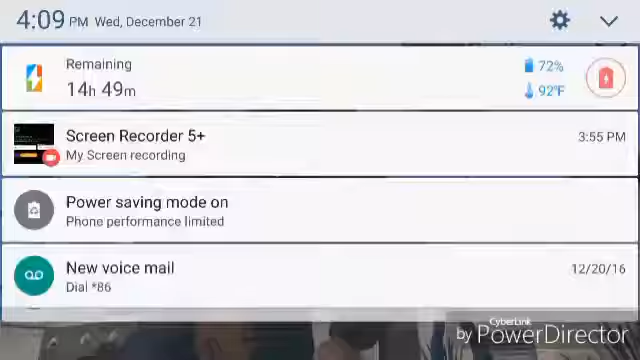 4:09 PM Wed, December 21
Remaining
14h 49m
72%
92°F
Screen Recorder 5+
3:55 PM
My Screen recording
Power saving mode on
Phone performance limited
New voice mail
12/20/16
Dial *86
CyberLink
by PowerDirector